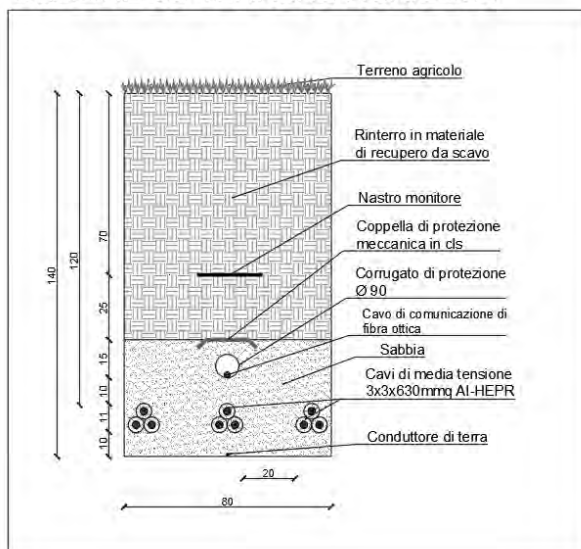 Terreno agricolo
Rinterro in materiale
di recupero da scavo
Nastro monitore
Coppella di protezione
meccanica in cls
Corrugato di protezione
Ø 90
Cavo di comunicazione di
fibra ottica
Sabbia
Cavi di media tensione
3x3x630mmq Al-HEPR
Conduttore di terra
140
120
70
25
15
10
11
10
20
80